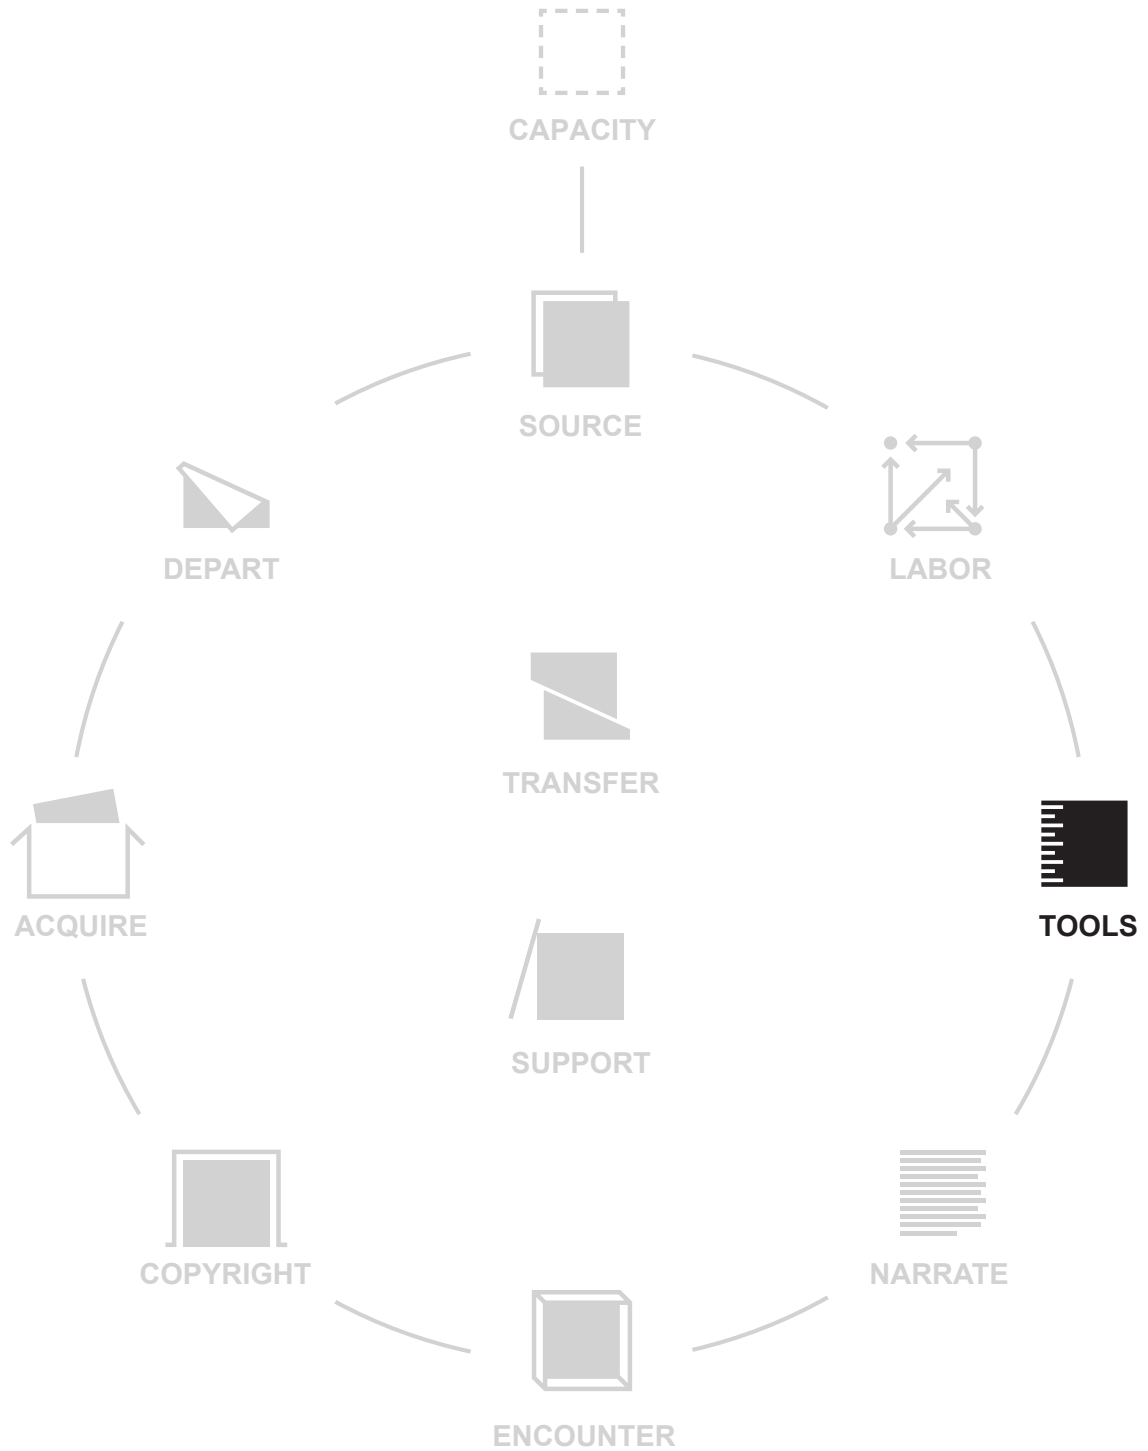 CAPACITY
SOURCE
DEPART
LABOR
TRANSFER
ACQUIRE
TOOLS
SUPPORT
COPYRIGHT
NARRATE
ENCOUNTER